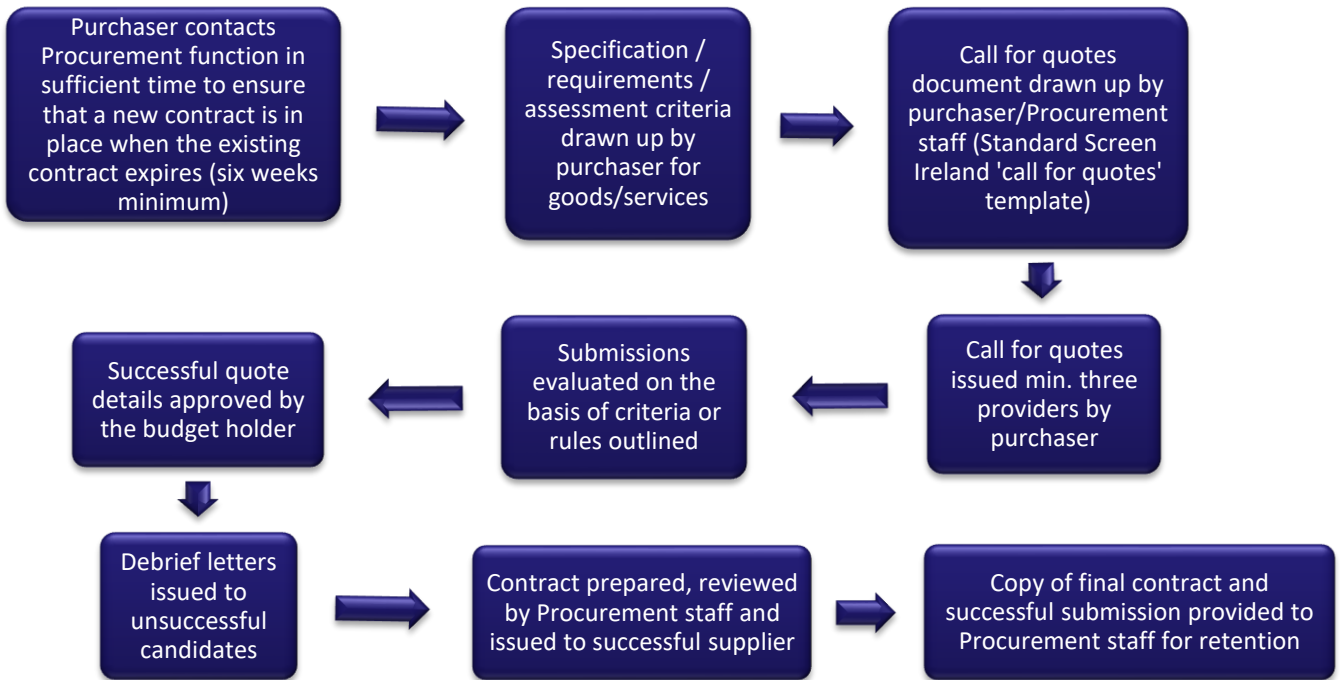 Purchaser contacts
Procurement function in
sufficient time to ensure
that a new contract is in
place when the existing
contract expires (six weeks
minimum)
Specification /
requirements /
assessment criteria
drawn up by
purchaser for
goods/services
Call for quotes
document drawn up by
purchaser/Procurement
staff (Standard Screen
Ireland 'call for quotes'
template)
Call for quotes
issued min. three
providers by
purchaser
Submissions
evaluated on the
basis of criteria or
rules outlined
Successful quote
details approved by
the budget holder
Debrief letters
issued to
unsuccessful
candidates
Contract prepared, reviewed
by Procurement staff and
issued to successful supplier
Copy of final contract and
successful submission provided to
Procurement staff for retention